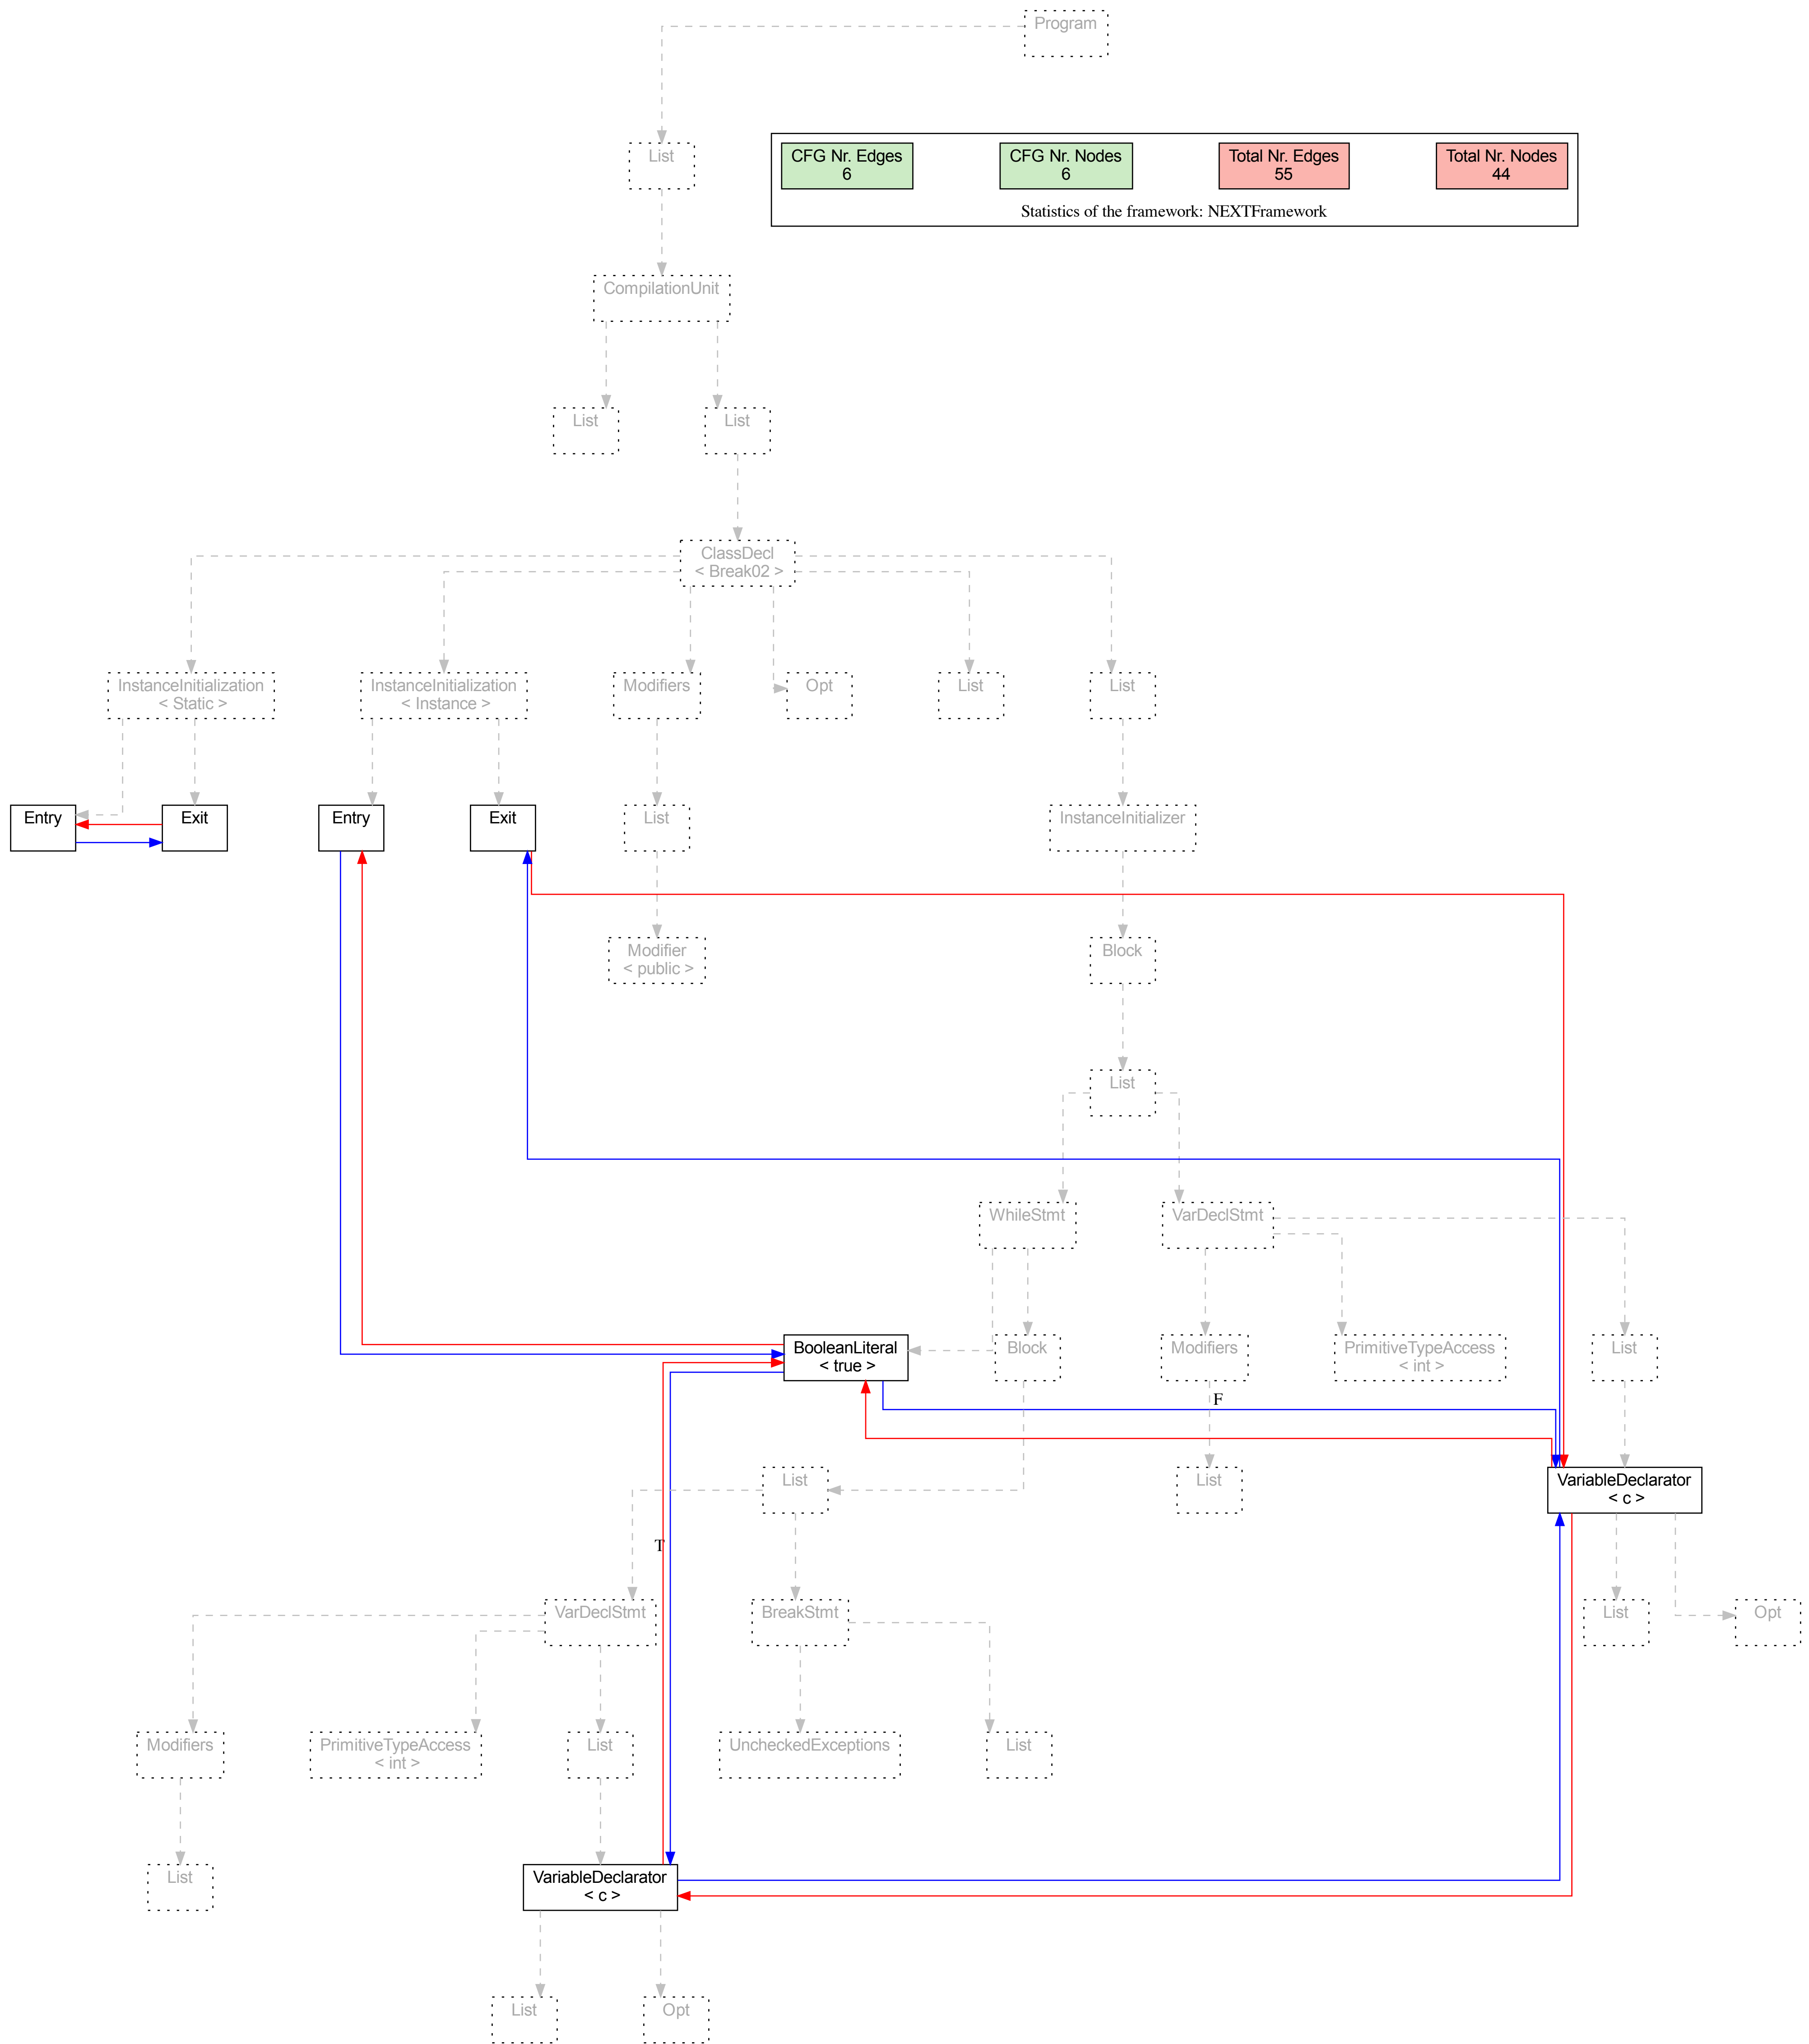 Program
List
CFG Nr. Edges
6
CFG Nr. Nodes
6
Total Nr. Edges
55
Total Nr. Nodes
44
Statistics of the framework: NEXTFramework
CompilationUnit
List
List
ClassDecl
< Break02 >
InstanceInitialization
< Static >
InstanceInitialization
< Instance >
Modifiers
Opt
List
List
Entry
Exit
Entry
Exit
List
InstanceInitializer
Modifier
< public >
Block
List
WhileStmt
VarDeclStmt
BooleanLiteral
< true >
Block
Modifiers
PrimitiveTypeAccess
< int >
List
F
List
List
VariableDeclarator
< c >
T
VarDeclStmt
BreakStmt
List
Opt
Modifiers
PrimitiveTypeAccess
< int >
List
UncheckedExceptions
List
List
VariableDeclarator
< c >
List
Opt